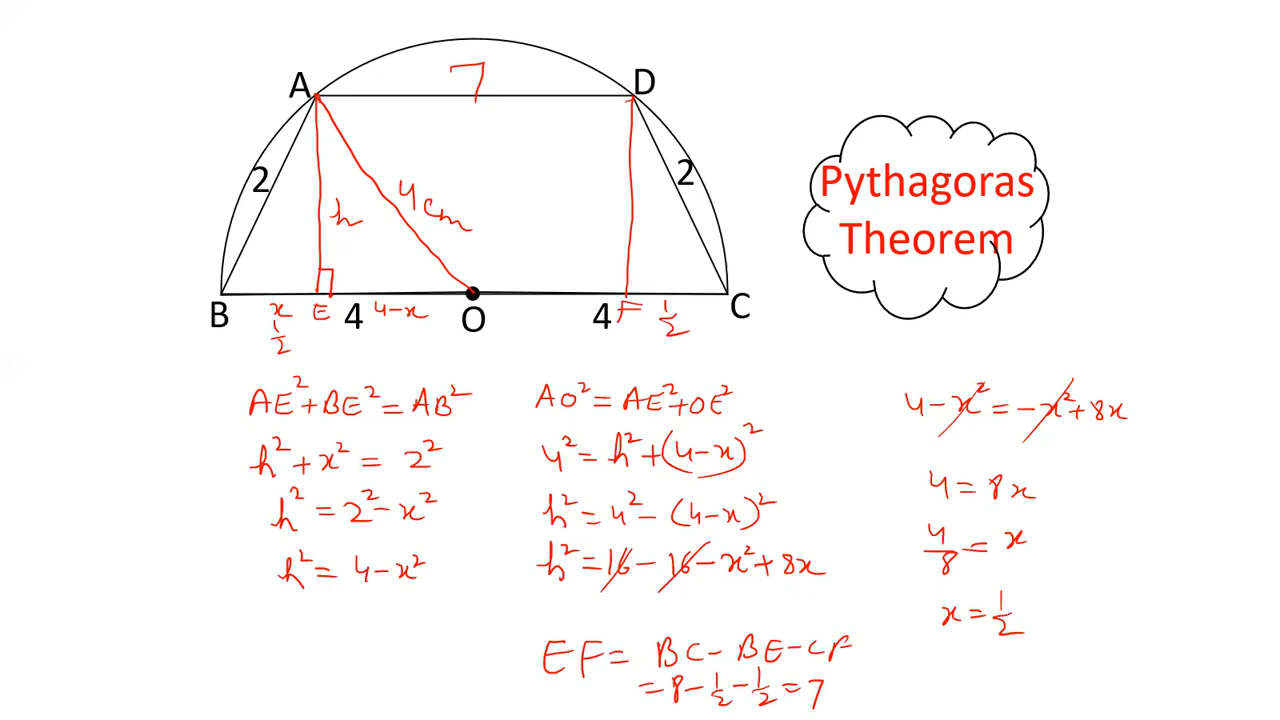 A
7
D
2
2
h
4cm
Pythagoras
Theorem
B
x
E
4
4-x
O
4
F
1/2
C
1/2
AE²+BE²=AB²
h²+x² = 2²
h² = 2²-x²
h² = 4-x²
AO²=AE²+OE²
4²=h²+(4-x)²
h²=4²-(4-x)²
h²=16-16-x²+8x
4-x²=-x²+8x
4=8x
4/8=x
x=1/2
EF= BC-BE-CF
=8-1/2-1/2=7